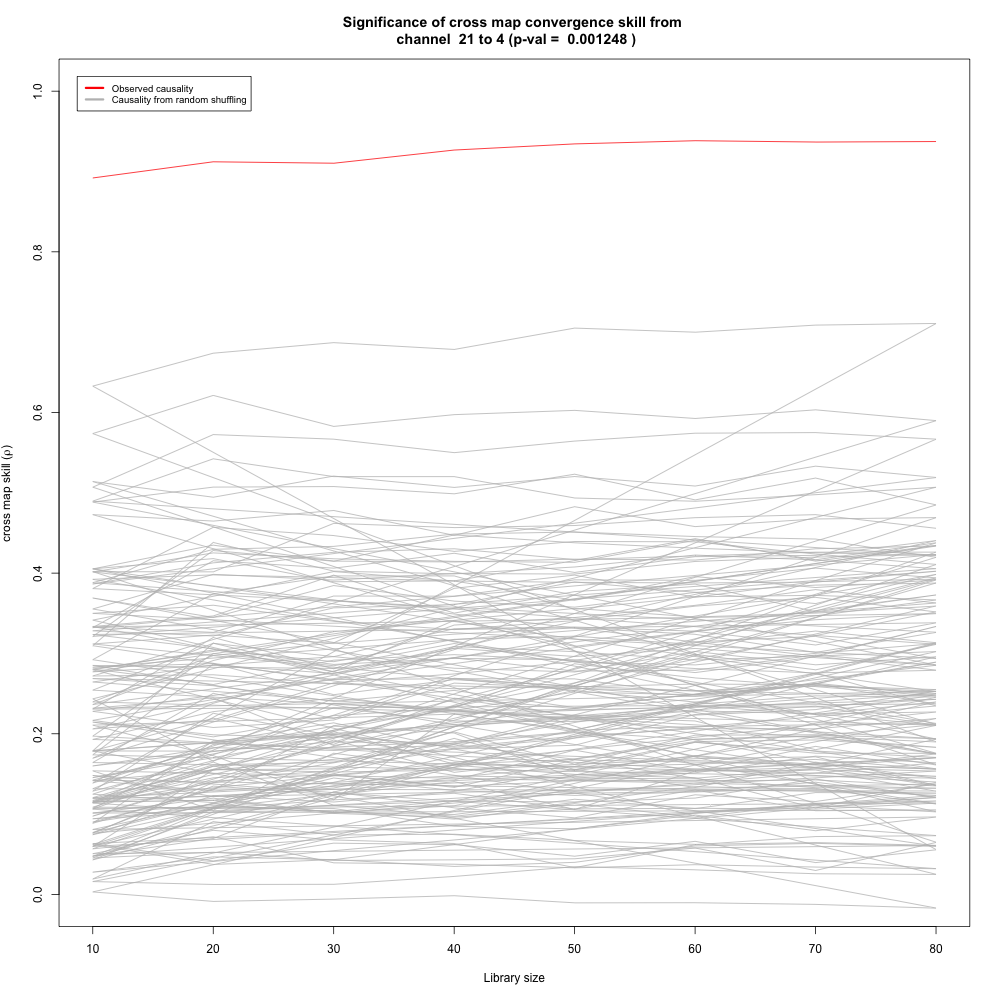 Significance of cross map convergence skill from
channel  21 to 4 (p-val =  0.001248 )
Observed causality
Causality from random shuffling
cross map skill (ρ)
1.0
0.8
0.6
0.4
0.2
0.0
10 20 30 40 50 60 70 80
Library size